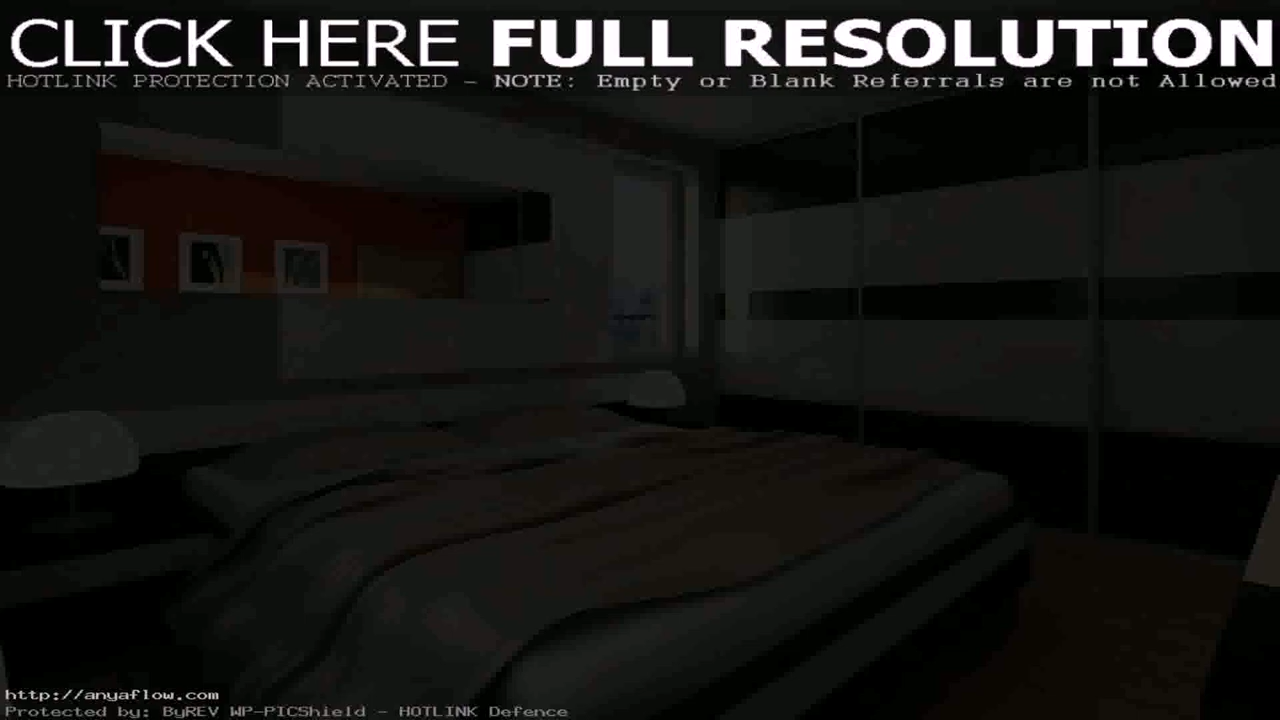 CLICK HERE FULL RESOLUTION
HOTLINK PROTECTION ACTIVATED - NOTE: Empty or Blank Referrals are not Allowed
http://anyaflow.com
Protected by: ByREV WP-PICShield - HOTLINK Defence